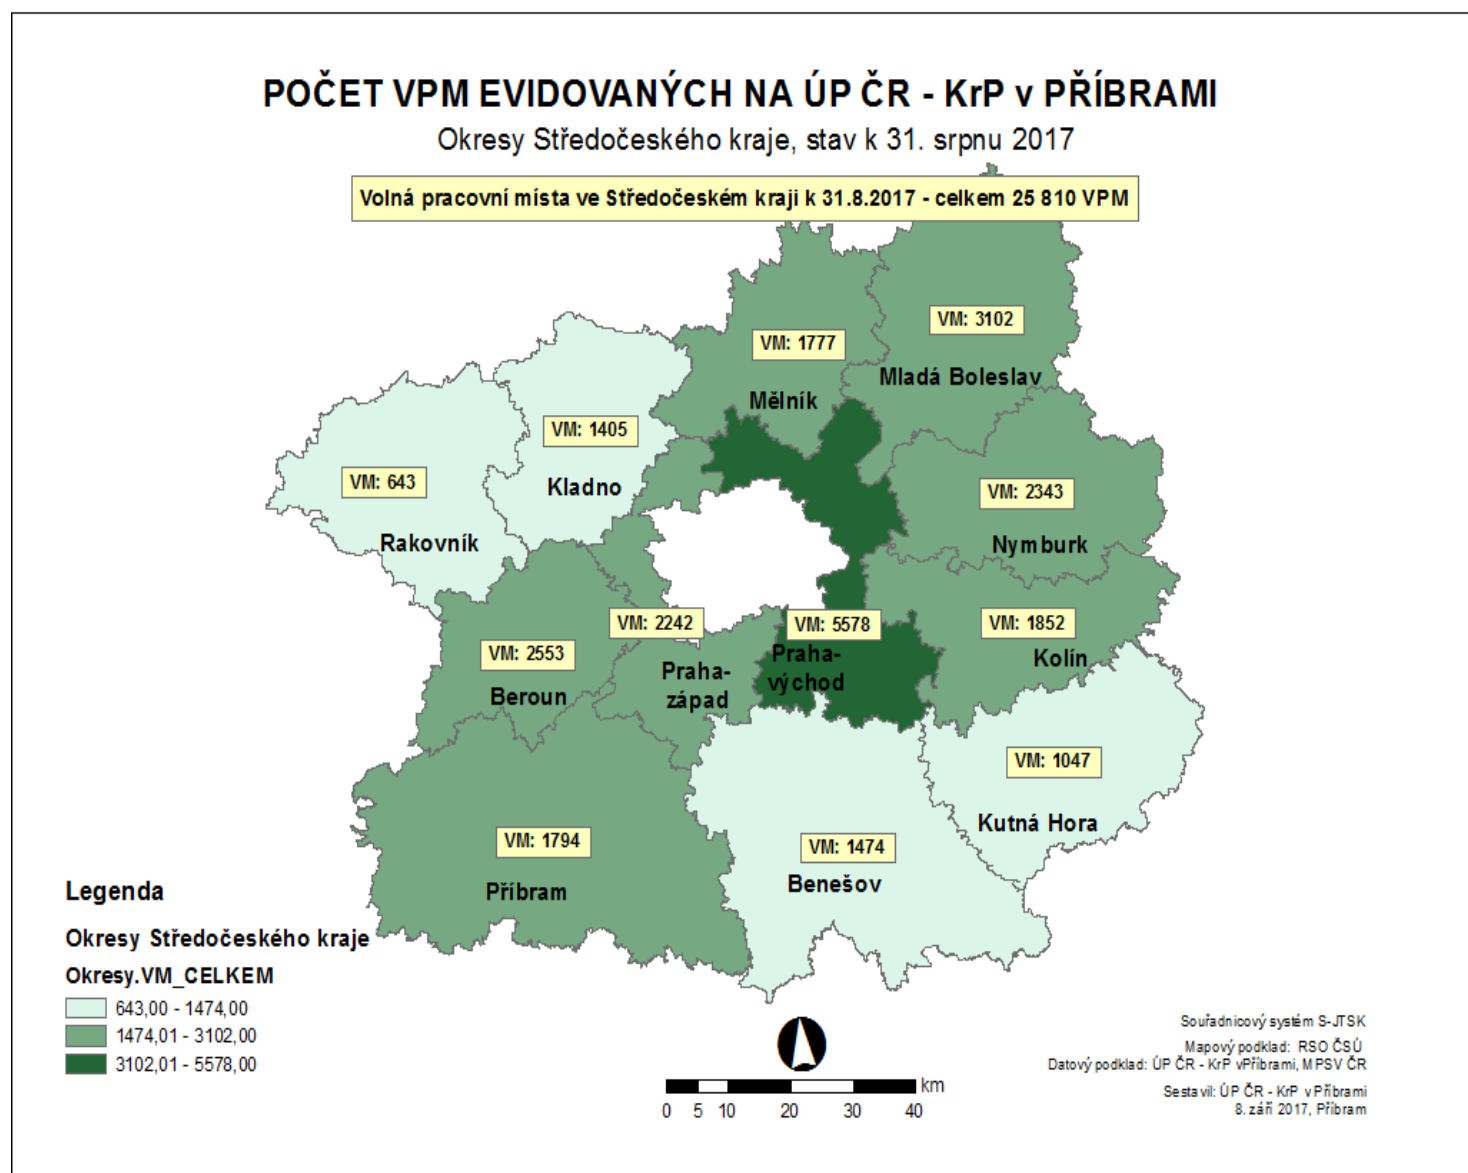 POČET VPM EVIDOVANÝCH NA ÚP ČR - KrP v PŘÍBRAMI
Okresy Středočeského kraje, stav k 31. srpnu 2017
Volná pracovní místa ve Středočeském kraji k 31.8.2017 - celkem 25 810 VPM
VM: 3102
Mladá Boleslav
VM: 1777
Mělník
VM: 1405
Kladno
VM: 643
Rakovník
VM: 2343
Nymburk
VM: 2242
Praha-
západ
VM: 5578
Praha-
východ
VM: 1852
Kolín
VM: 2553
Beroun
VM: 1047
Kutná Hora
VM: 1794
Příbram
VM: 1474
Benešov
Legenda
Okresy Středočeského kraje
Okresy.VM_CELKEM
643,00 - 1474,00
1474,01 - 3102,00
3102,01 - 5578,00
km
0 5 10 20 30 40
Souřadnicový systém S-JTSK
Mapový podklad: RSO ČSÚ
Datový podklad: ÚP ČR - KrP vPříbrami, MPSV ČR
Sestavil: ÚP ČR - KrP v Příbrami
8. září 2017, Příbram